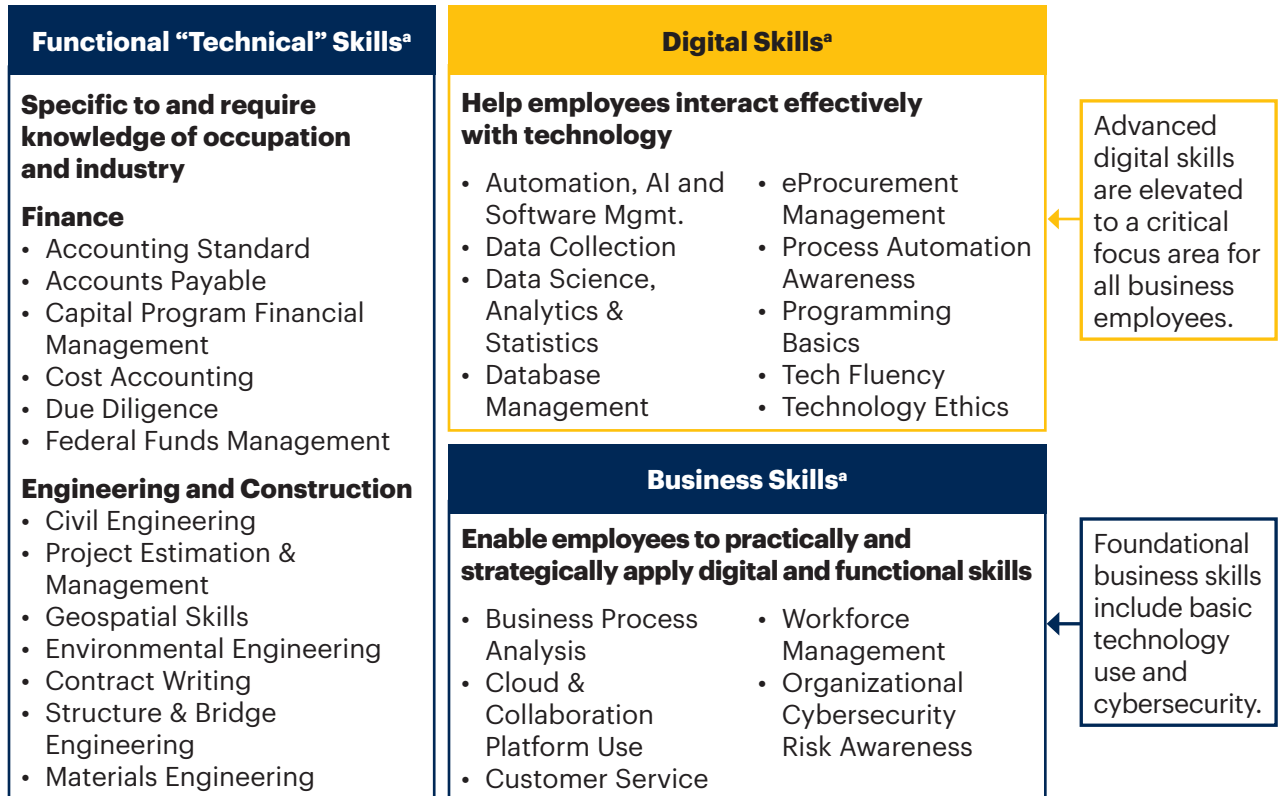 Functional “Technical” Skillsª
Specific to and require
knowledge of occupation
and industry
Finance
• Accounting Standard
• Accounts Payable
• Capital Program Financial
Management
• Cost Accounting
• Due Diligence
• Federal Funds Management
Engineering and Construction
• Civil Engineering
• Project Estimation &
Management
• Geospatial Skills
• Environmental Engineering
• Contract Writing
• Structure & Bridge
Engineering
• Materials Engineering
Digital Skillsª
Help employees interact effectively
with technology
• Automation, AI and
Software Mgmt.
• Data Collection
• Data Science,
Analytics &
Statistics
• Database
Management
• eProcurement
Management
• Process Automation
Awareness
• Programming
Basics
• Tech Fluency
• Technology Ethics
Advanced
digital skills
are elevated
to a critical
focus area for
all business
employees.
Business Skillsª
Enable employees to practically and
strategically apply digital and functional skills
• Business Process
Analysis
• Cloud &
Collaboration
Platform Use
• Customer Service
• Workforce
Management
• Organizational
Cybersecurity
Risk Awareness
Foundational
business skills
include basic
technology
use and
cybersecurity.